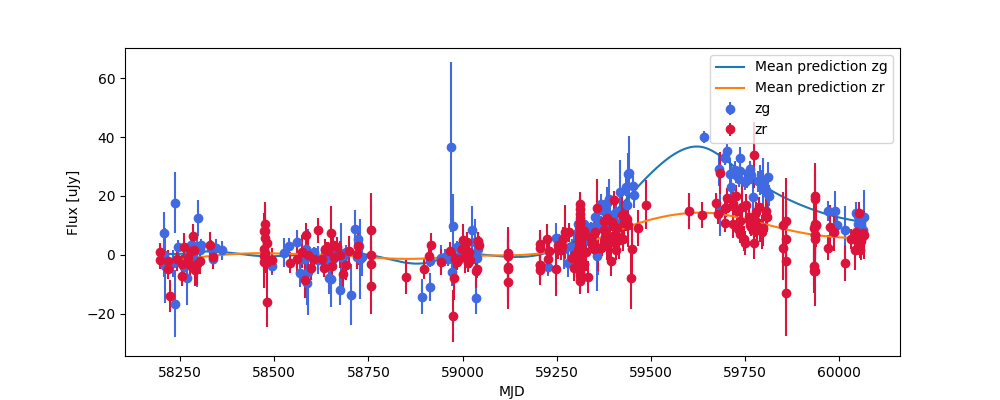 60
40
20
0
−20
Flux [uJy]
58250 58500 58750 59000 59250 59500 59750 60000
MJD
Mean prediction zg
Mean prediction zr
zg
zr